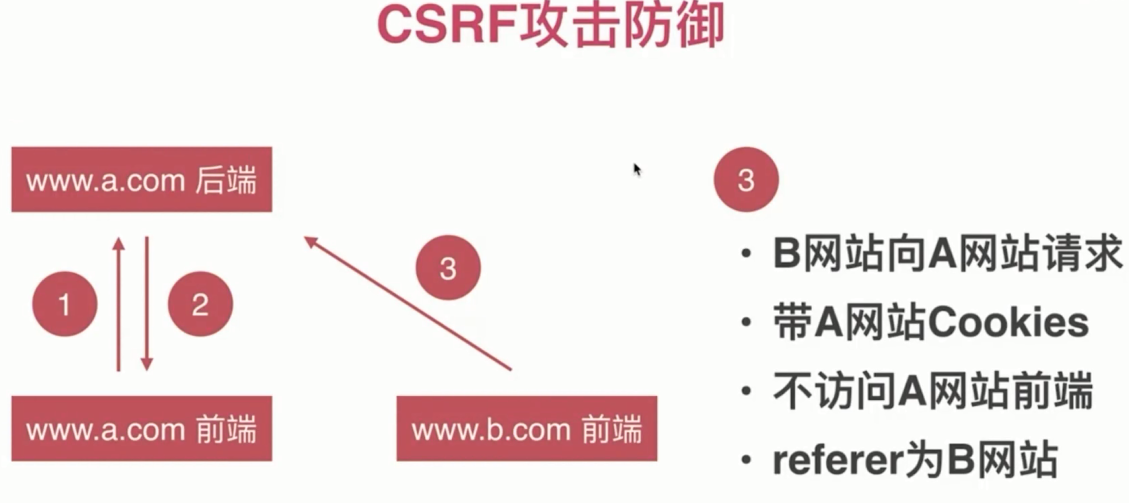 CSRF攻击防御
www.a.com 后端
1
2
3
www.a.com 前端
www.b.com 前端
3
• B网站向A网站请求
• 带A网站Cookies
• 不访问A网站前端
• referer为B网站